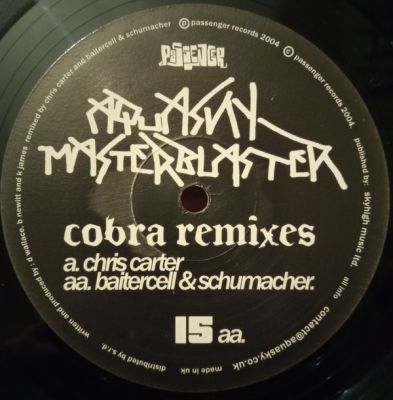 PaSSENGR
AQUASKY
MASTERBLASTER
cobra remixes
a. chris carter
aa. baitercell & schumacher.
15 aa.
written and produced by : d wallace, b newitt and k james remixed by chris carter and baitercell & schumacher ⓟ passenger records 2004 © passenger records 2004
published by: skyhigh music ltd. all info contact@aquasky.co.uk
distributed by s.r.d. made in uk